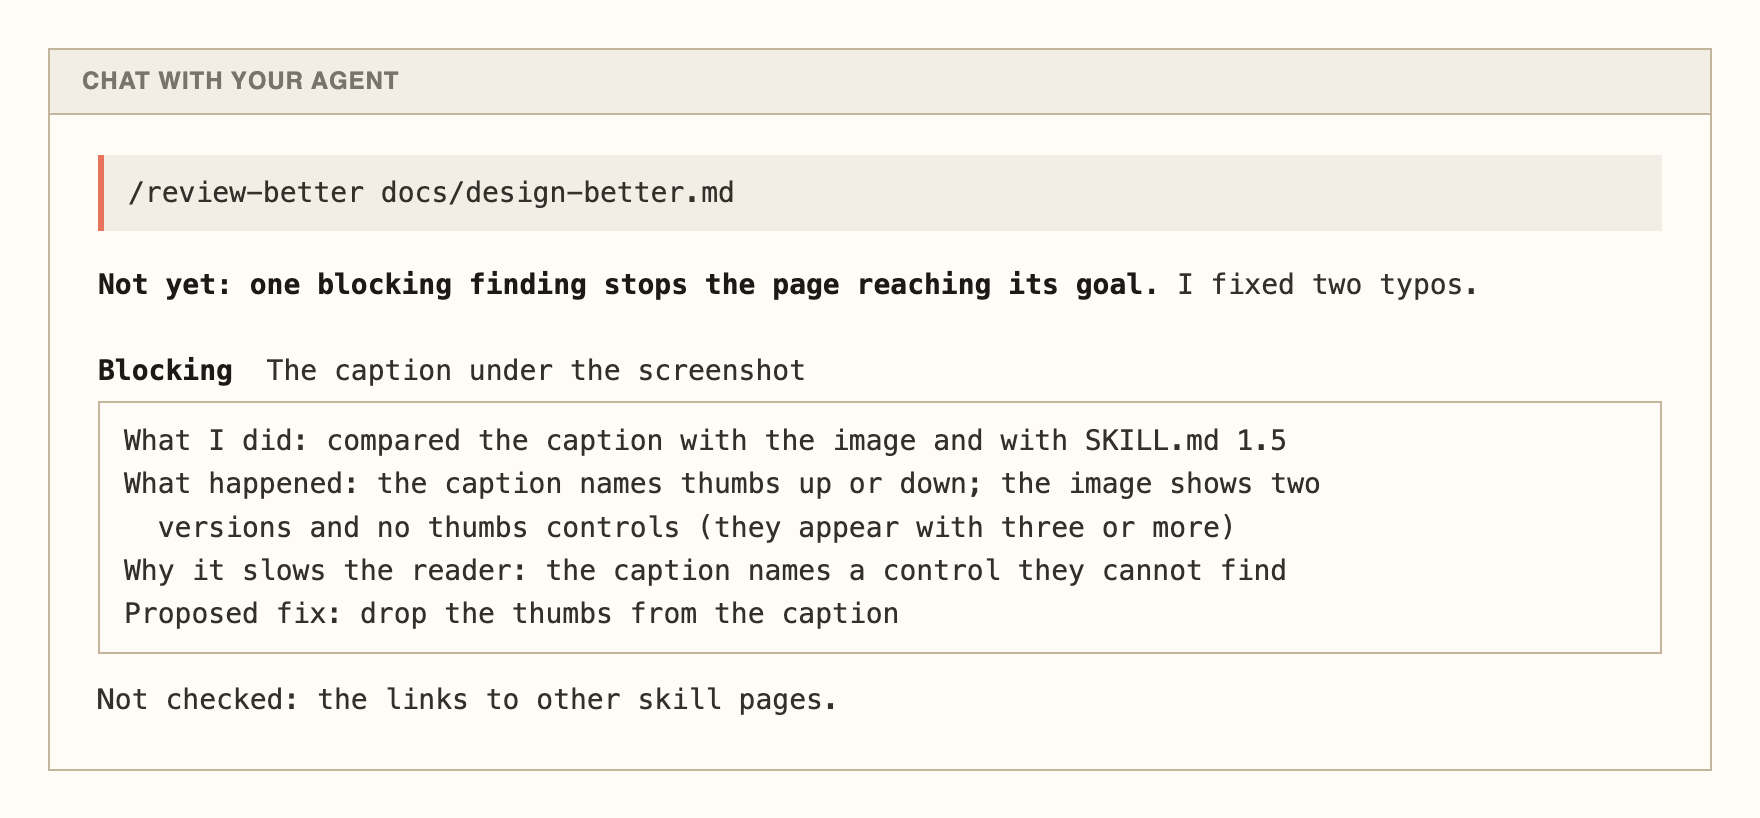 CHAT WITH YOUR AGENT
/review-better docs/design-better.md
Not yet: one blocking finding stops the page reaching its goal. I fixed two typos.
Blocking  The caption under the screenshot
What I did: compared the caption with the image and with SKILL.md 1.5
What happened: the caption names thumbs up or down; the image shows two
versions and no thumbs controls (they appear with three or more)
Why it slows the reader: the caption names a control they cannot find
Proposed fix: drop the thumbs from the caption
Not checked: the links to other skill pages.